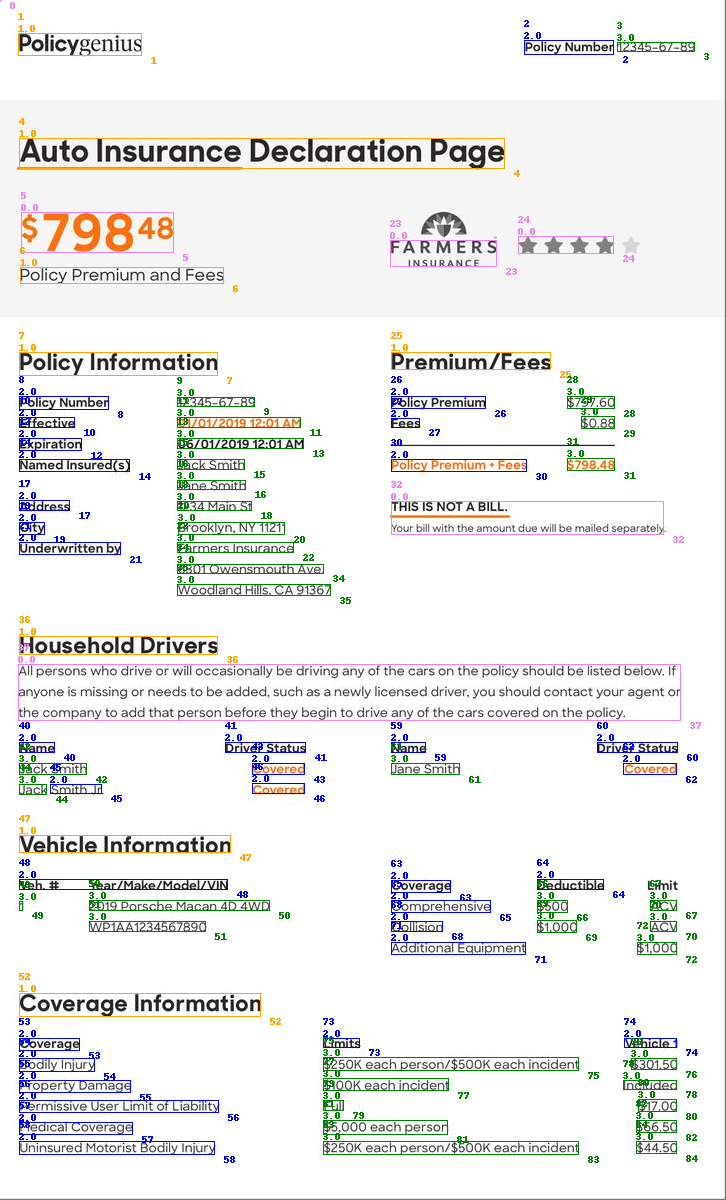 Policygenius
Policy Number 12345-67-89
Auto Insurance Declaration Page
$798 48
Policy Premium and Fees
FARMERS
INSURANCE
Policy Information
Policy Number 12345-67-89
Effective 01/01/2019 12:01 AM
Expiration 06/01/2019 12:01 AM
Named Insured(s) Jack Smith
Jane Smith
Address 1234 Main St
City Brooklyn, NY 11211
Underwritten by Farmers Insurance
6301 Owensmouth Ave.
Woodland Hills, CA 91367
Premium/Fees
Policy Premium $797.60
Fees $0.88
Policy Premium + Fees $798.48
THIS IS NOT A BILL.
Your bill with the amount due will be mailed separately.
Household Drivers
All persons who drive or will occasionally be driving any of the cars on the policy should be listed below. If
anyone is missing or needs to be added, such as a newly licensed driver, you should contact your agent or
the company to add that person before they begin to drive any of the cars covered on the policy.
Name Driver Status Name Driver Status
Jack Smith Covered Jane Smith Covered
Jack Smith Jr Covered
Vehicle Information
Veh. # Year/Make/Model/VIN
2019 Porsche Macan 4D 4WD
WP1AA1234567890
Coverage Deductible Limit
Comprehensive $500 ACV
Collision $1,000 ACV
Additional Equipment $1,000
Coverage Information
Coverage Limits Vehicle 1
Bodily Injury $250K each person/$500K each incident $301.50
Property Damage $100K each incident Included
Permissive User Limit of Liability Full $17.00
Medical Coverage $5,000 each person $66.50
Uninsured Motorist Bodily Injury $250K each person/$500K each incident $44.50